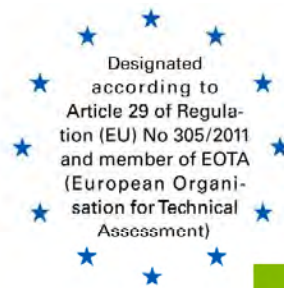 Designated
according to
Article 29 of Regula-
tion (EU) No 305/2011
and member of EOTA
(European Organi-
sation for Technical
Assessment)